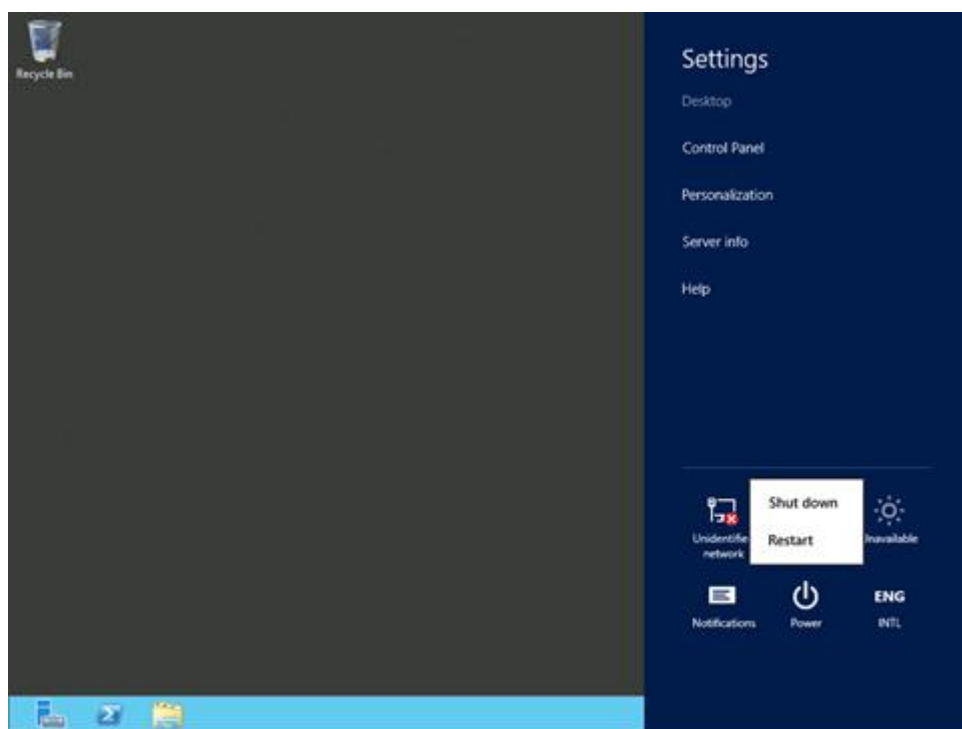 Recycle Bin
Settings
Desktop
Control Panel
Personalization
Server info
Help
Shut down
Restart
Unidentifie
network
Unavailable
Notifications
Power
ENG
INTL